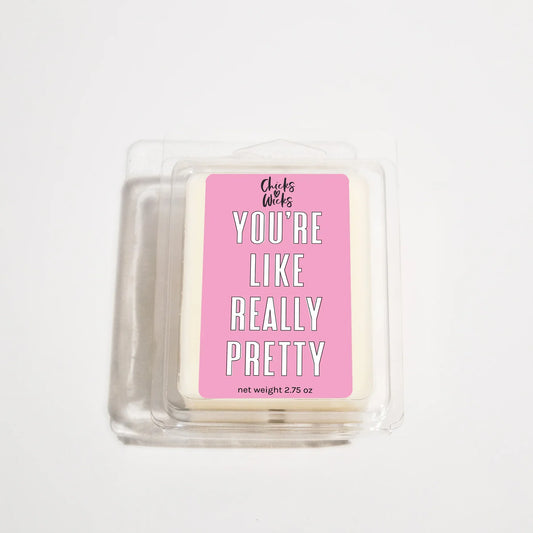 Chicks
Wicks
YOU'RE
LIKE
REALLY
PRETTY
net weight 2.75 oz